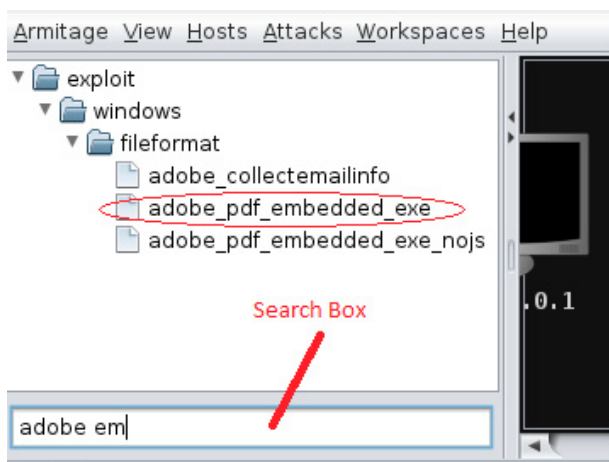 Armitage View Hosts Attacks Workspaces Help
exploit
windows
fileformat
adobe_collectemailinfo
adobe_pdf_embedded_exe
adobe_pdf_embedded_exe_nojs
.0.1
Search Box
adobe em